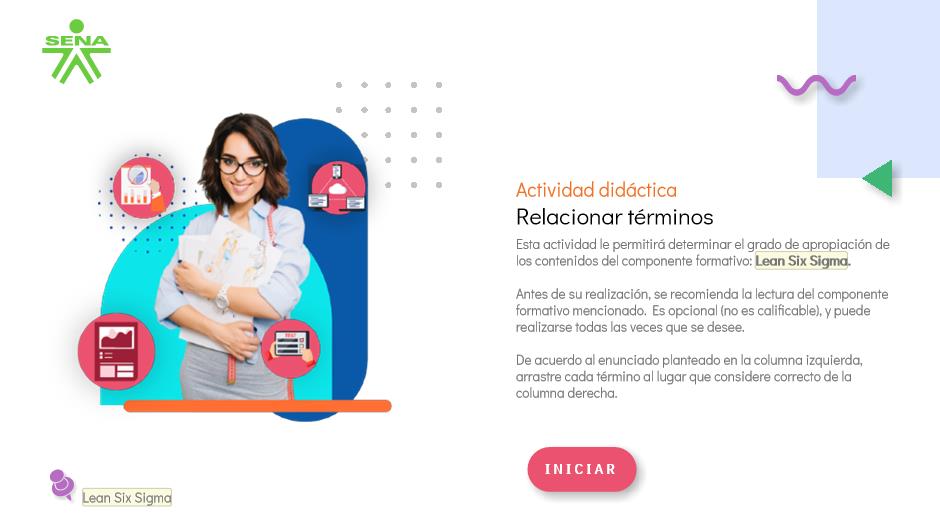 SENA
Actividad didáctica
Relacionar términos
Esta actividad le permitirá determinar el grado de apropiación de
los contenidos del componente formativo: Lean Six Sigma.
Antes de su realización, se recomienda la lectura del componente
formativo mencionado. Es opcional (no es calificable), y puede
realizarse todas las veces que se desee.
De acuerdo al enunciado planteado en la columna izquierda,
arrastre cada término al lugar que considere correcto de la
columna derecha.
INICIAR
Lean Six Sigma